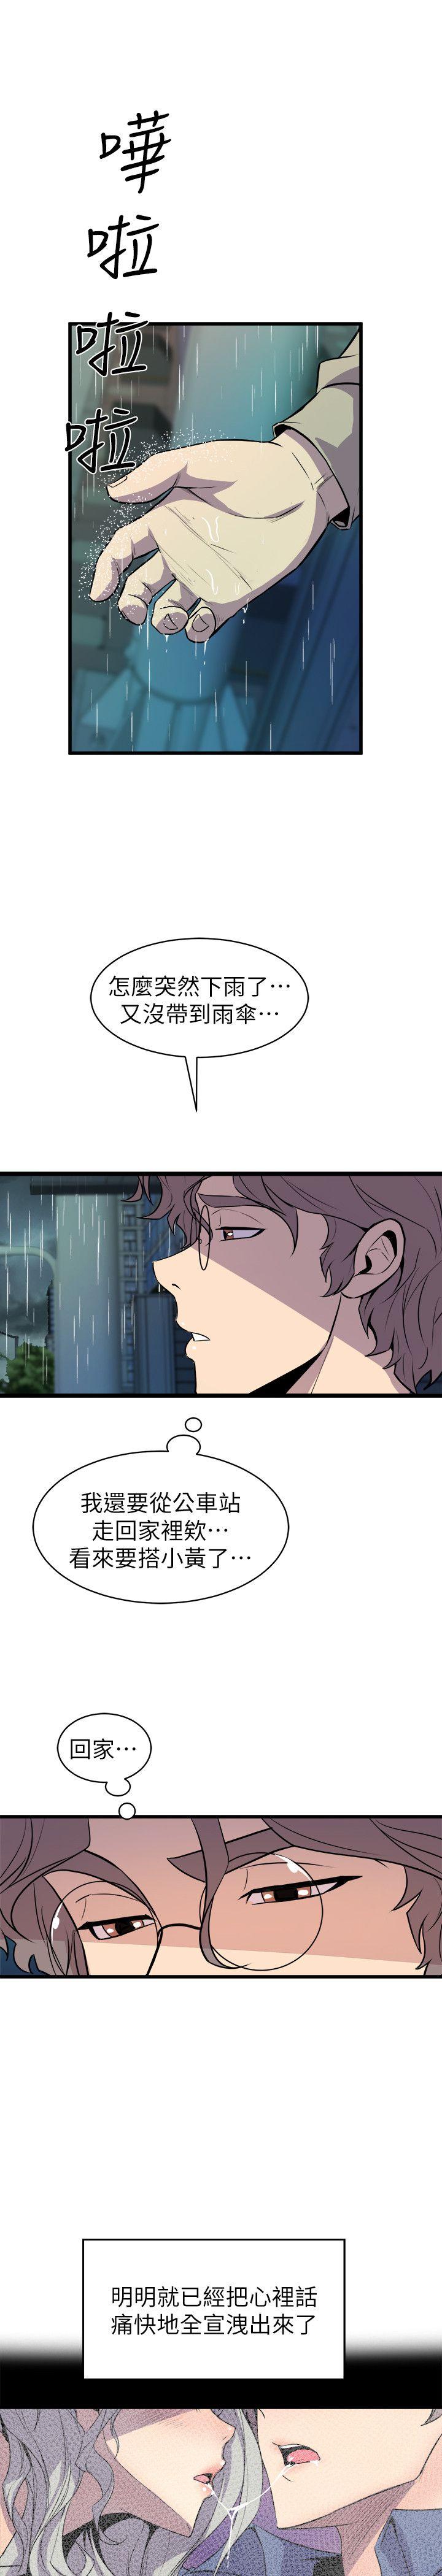 嘩
啦
啦
啦
怎麼突然下雨了⋯
又沒帶到雨傘⋯
我還要從公車站
走回家裡欸⋯
看來要搭小黃了⋯
回家⋯
明明就已經把心裡話
痛快地全宣洩出來了